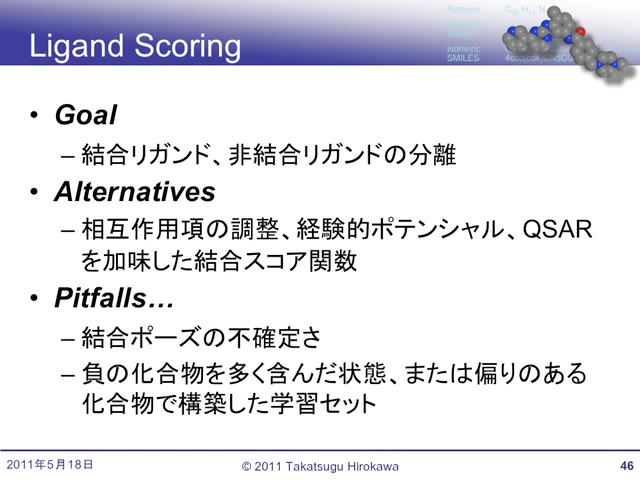 Formula
Ligand Scoring
Isomeric
SMILES
• Goal
– 結合リガンド、非結合リガンドの分離
• Alternatives
– 相互作用項の調整、経験的ポテンシャル、QSAR
を加味した結合スコア関数
• Pitfalls…
– 結合ポーズの不確定さ
– 負の化合物を多く含んだ状態、または偏りのある
化合物で構築した学習セット
2011年5月18日
© 2011 Takatsugu Hirokawa
46